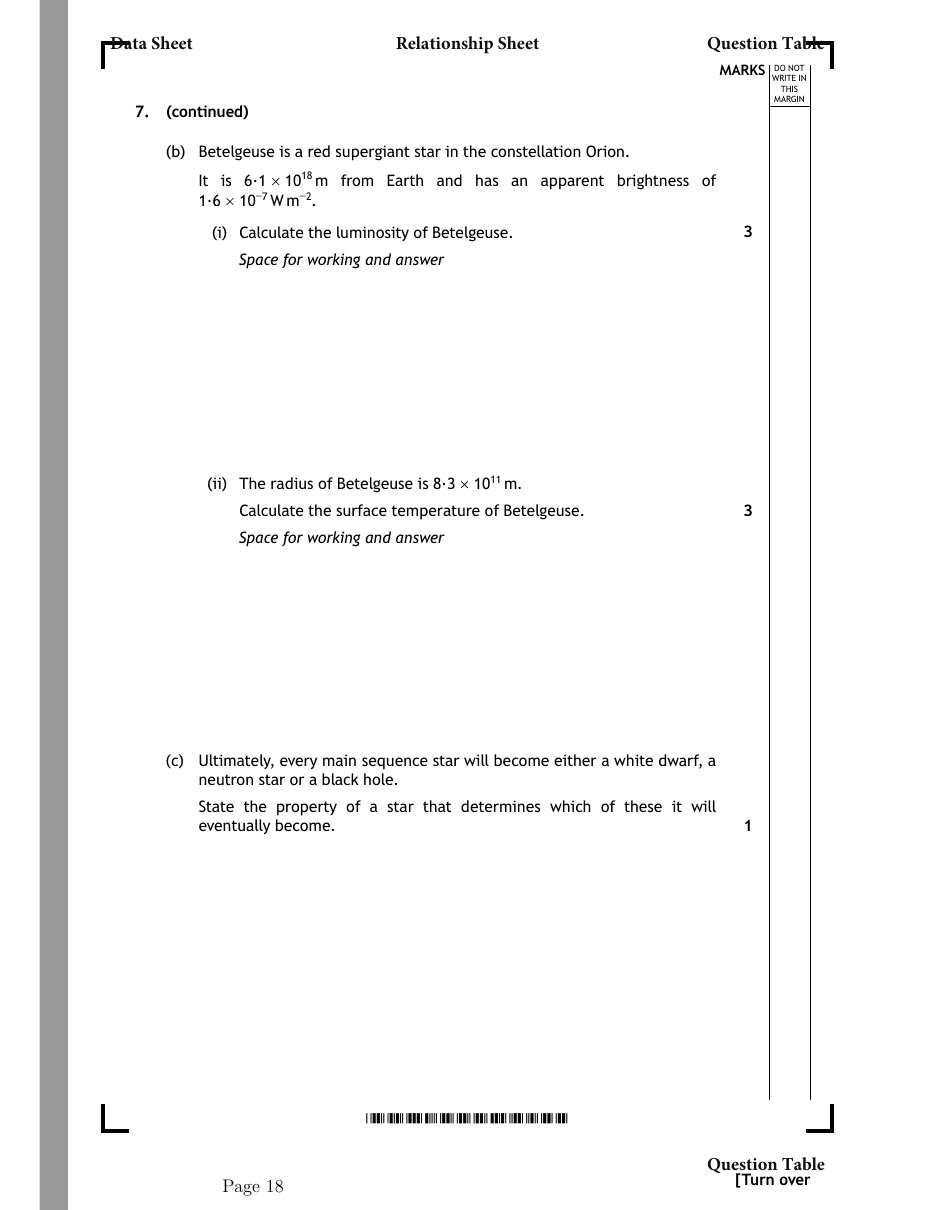 Data Sheet Relationship Sheet Question Table
MARKS
DO NOT
WRITE IN
THIS
MARGIN
7. (continued)
(b) Betelgeuse is a red supergiant star in the constellation Orion.
It is 6·1 × 10¹⁸ m from Earth and has an apparent brightness of
1·6 × 10⁻⁷ W m⁻².
(i) Calculate the luminosity of Betelgeuse. 3
Space for working and answer
(ii) The radius of Betelgeuse is 8·3 × 10¹¹ m.
Calculate the surface temperature of Betelgeuse. 3
Space for working and answer
(c) Ultimately, every main sequence star will become either a white dwarf, a
neutron star or a black hole.
State the property of a star that determines which of these it will
eventually become. 1
Question Table
[Turn over
Page 18